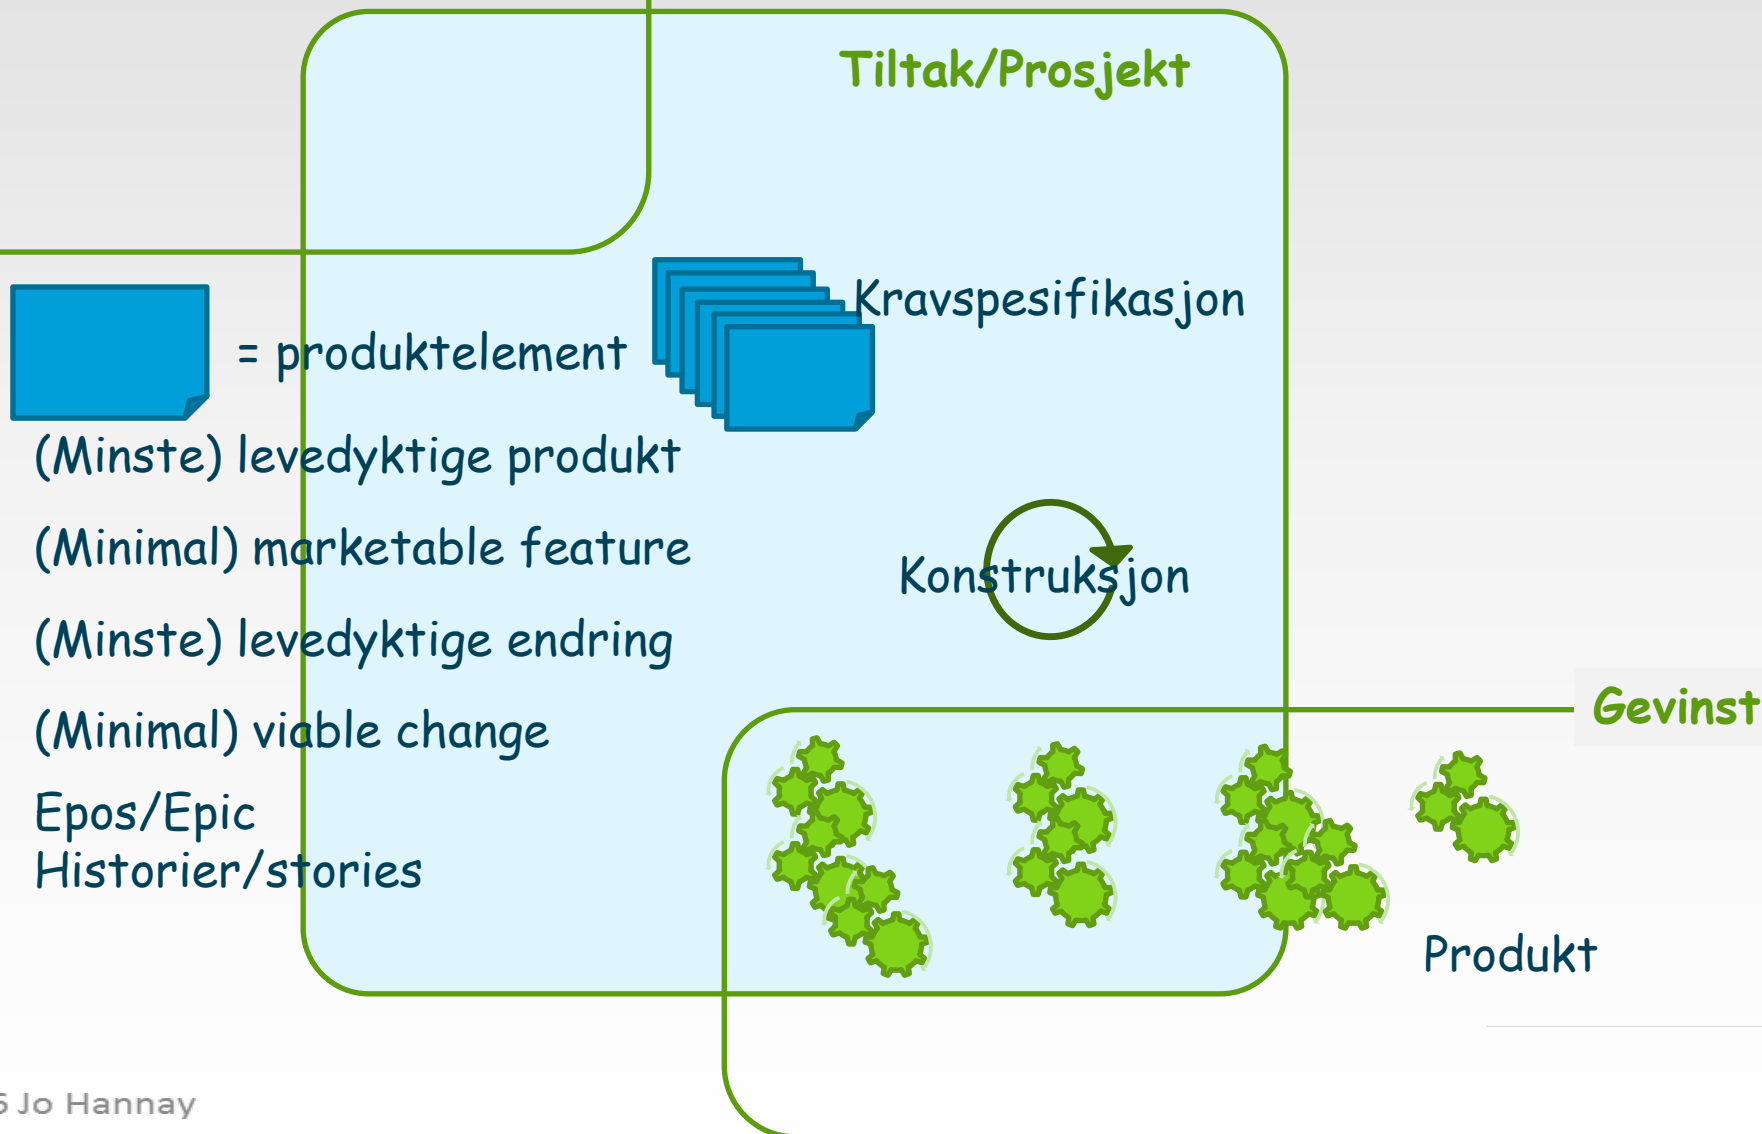 Tiltak/Prosjekt
Kravspesifikasjon
= produktelement
(Minste) levedyktige produkt
(Minimal) marketable feature
Konstruksjon
(Minste) levedyktige endring
Gevinst
(Minimal) viable change
Epos/Epic
Historier/stories
Produkt
Jo Hannay